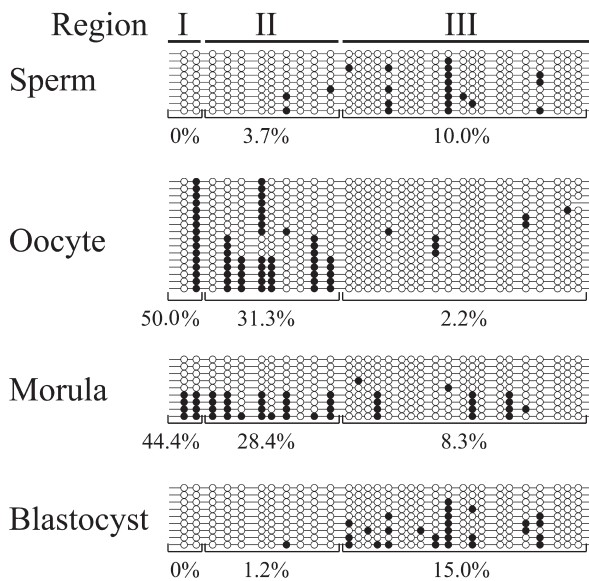 Region I II III
Sperm
0% 3.7% 10.0%
Oocyte
50.0% 31.3% 2.2%
Morula
44.4% 28.4% 8.3%
Blastocyst
0% 1.2% 15.0%